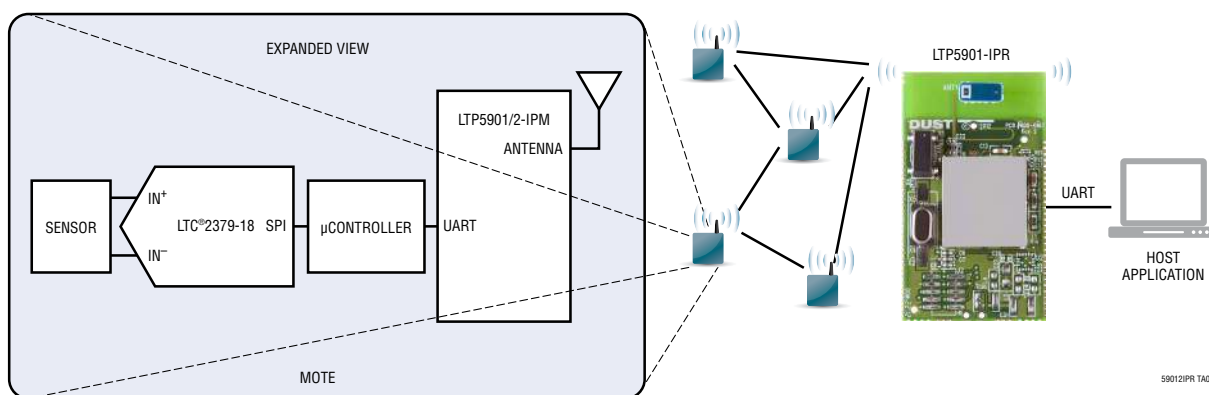 EXPANDED VIEW
SENSOR
IN+
IN–
LTC®2379-18
SPI
µCONTROLLER
UART
LTP5901/2-IPM
ANTENNA
MOTE
LTP5901-IPR
DUST
UART
HOST
APPLICATION
59012IPR TA0